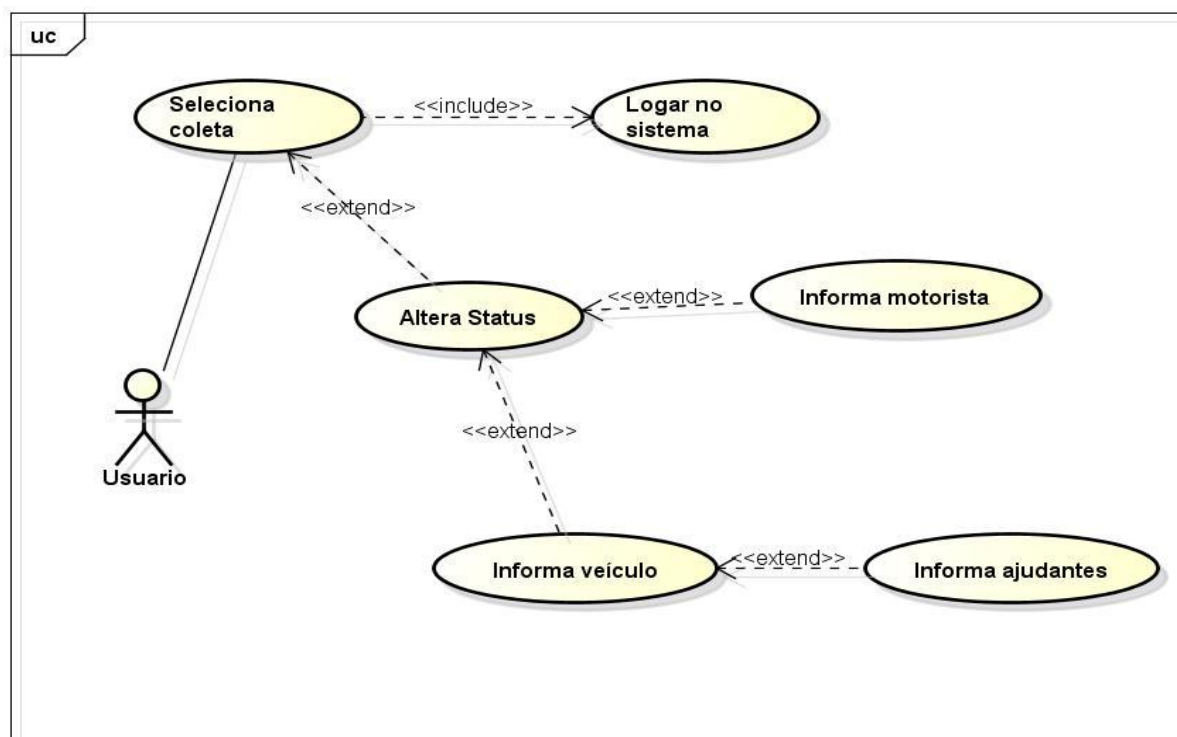 uc
Seleciona
coleta
<<include>>
Logar no
sistema
<<extend>>
Altera Status
<<extend>>
Informa motorista
<<extend>>
Usuario
Informa veículo
<<extend>>
Informa ajudantes